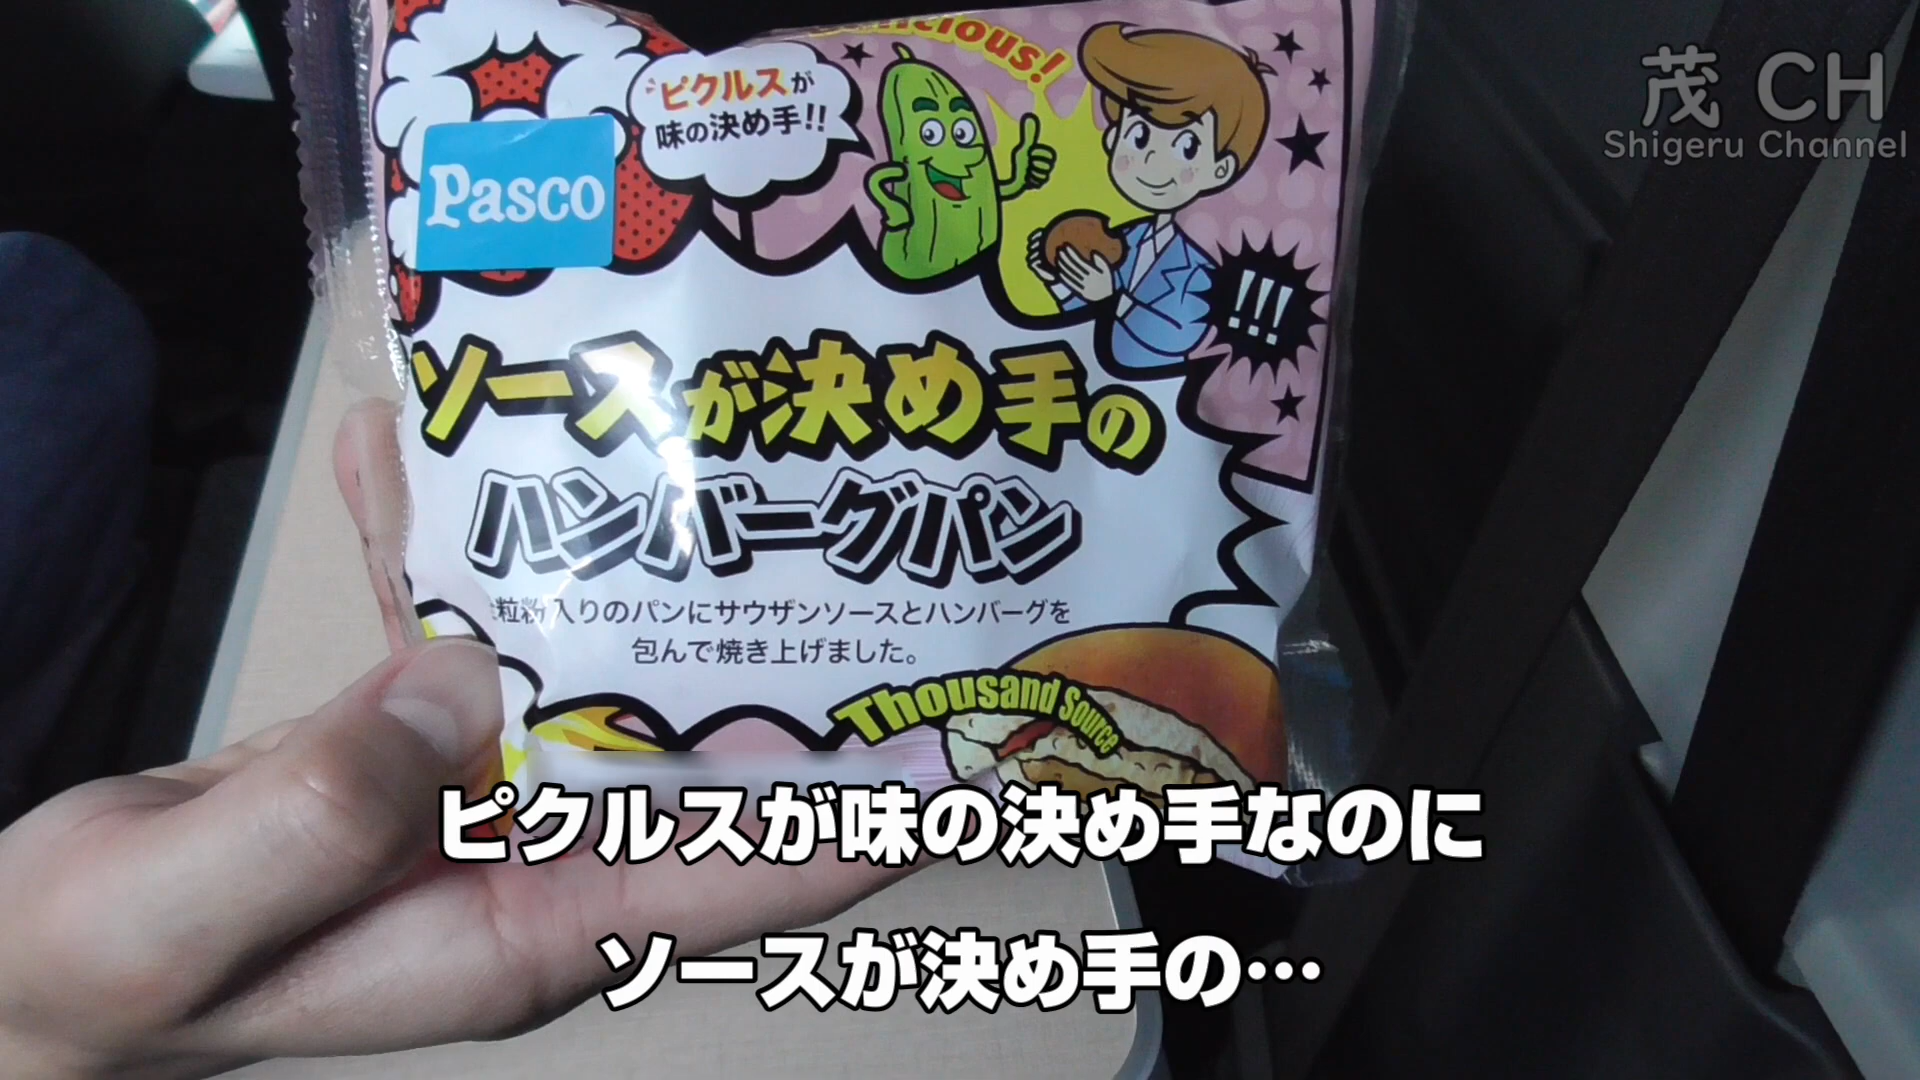 茂 CH
Shigeru Channel
ピクルスが
味の決め手!!
Pasco
!!!
ソースが決め手の
ハンバーグパン
粒粉入りのパンにサウザンソースとハンバーグを
包んで焼き上げました。
Thousand Source
ピクルスが味の決め手なのに
ソースが決め手の…